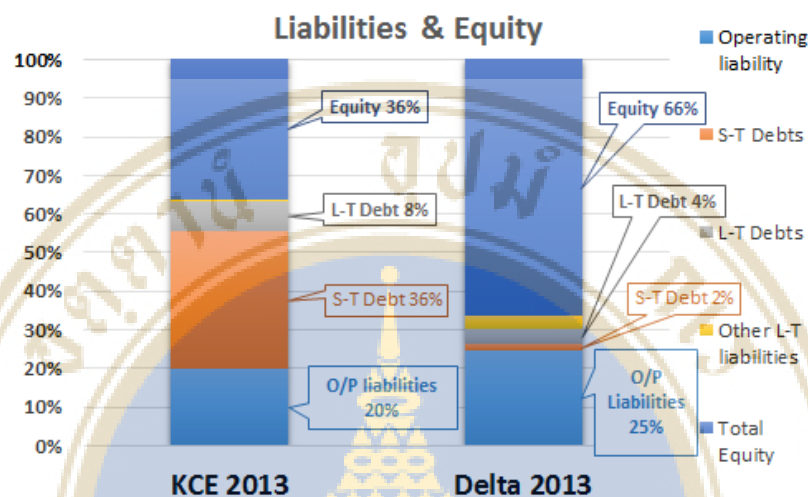 Liabilities & Equity
100%
90%
80%
70%
60%
50%
40%
30%
20%
10%
0%
Equity 36%
L-T Debt 8%
S-T Debt 36%
O/P liabilities
20%
KCE 2013
Equity 66%
L-T Debt 4%
S-T Debt 2%
O/P
Liabilities
25%
Delta 2013
Operating
liability
S-T Debts
L-T Debts
Other L-T
liabilities
Total
Equity